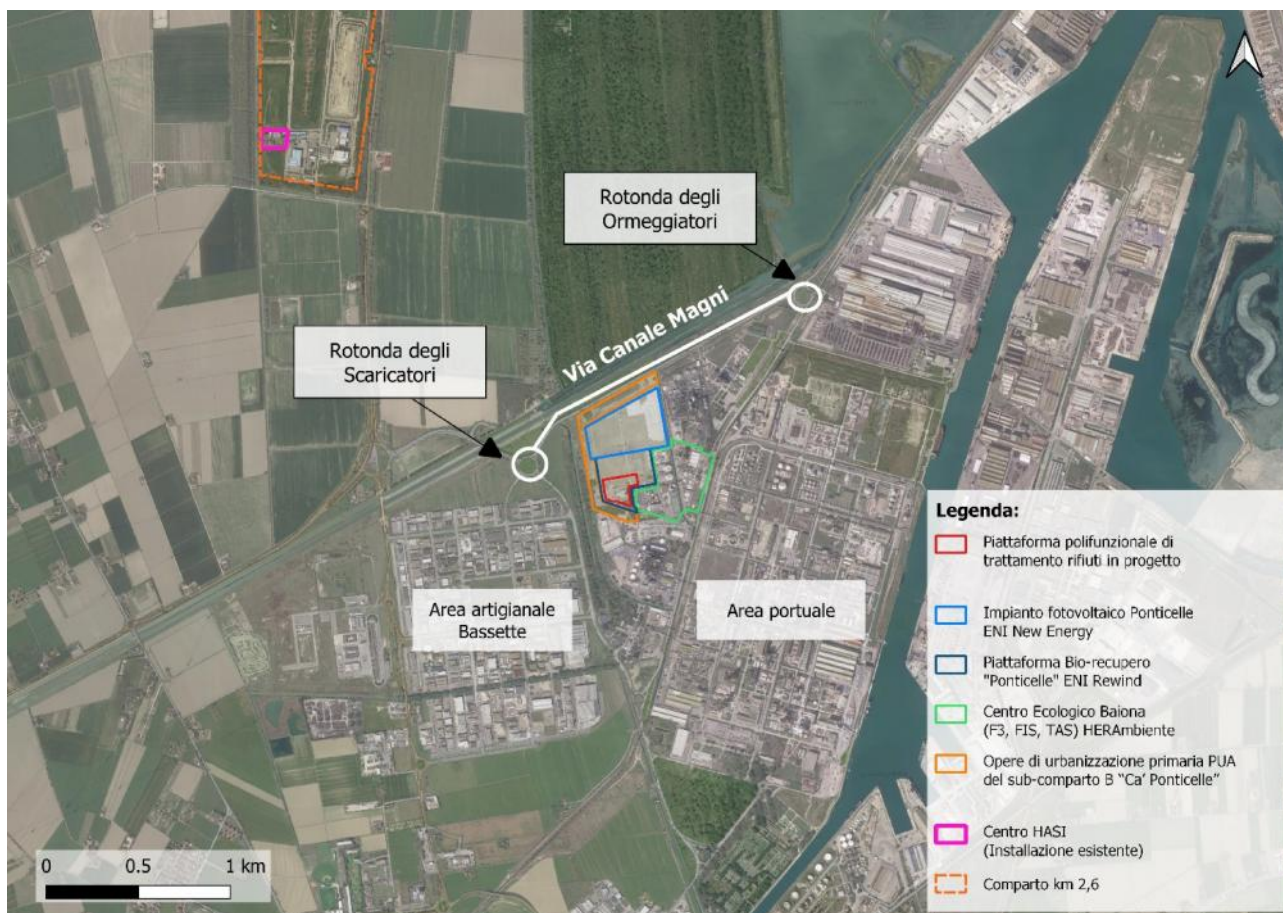 Rotonda degli
Ormeggiatori
Via Canale Magni
Rotonda degli
Scaricatori
Area artigianale
Bassette
Area portuale
Legenda:
Piattaforma polifunzionale di
trattamento rifiuti in progetto
Impianto fotovoltaico Ponticelle
ENI New Energy
Piattaforma Bio-recupero
"Ponticelle" ENI Rewind
Centro Ecologico Baiona
(F3, FIS, TAS) HERAmbiente
Opere di urbanizzazione primaria PUA
del sub-comparto B "Ca' Ponticelle"
Centro HASI
(Installazione esistente)
Comparto km 2,6
0 0.5 1 km